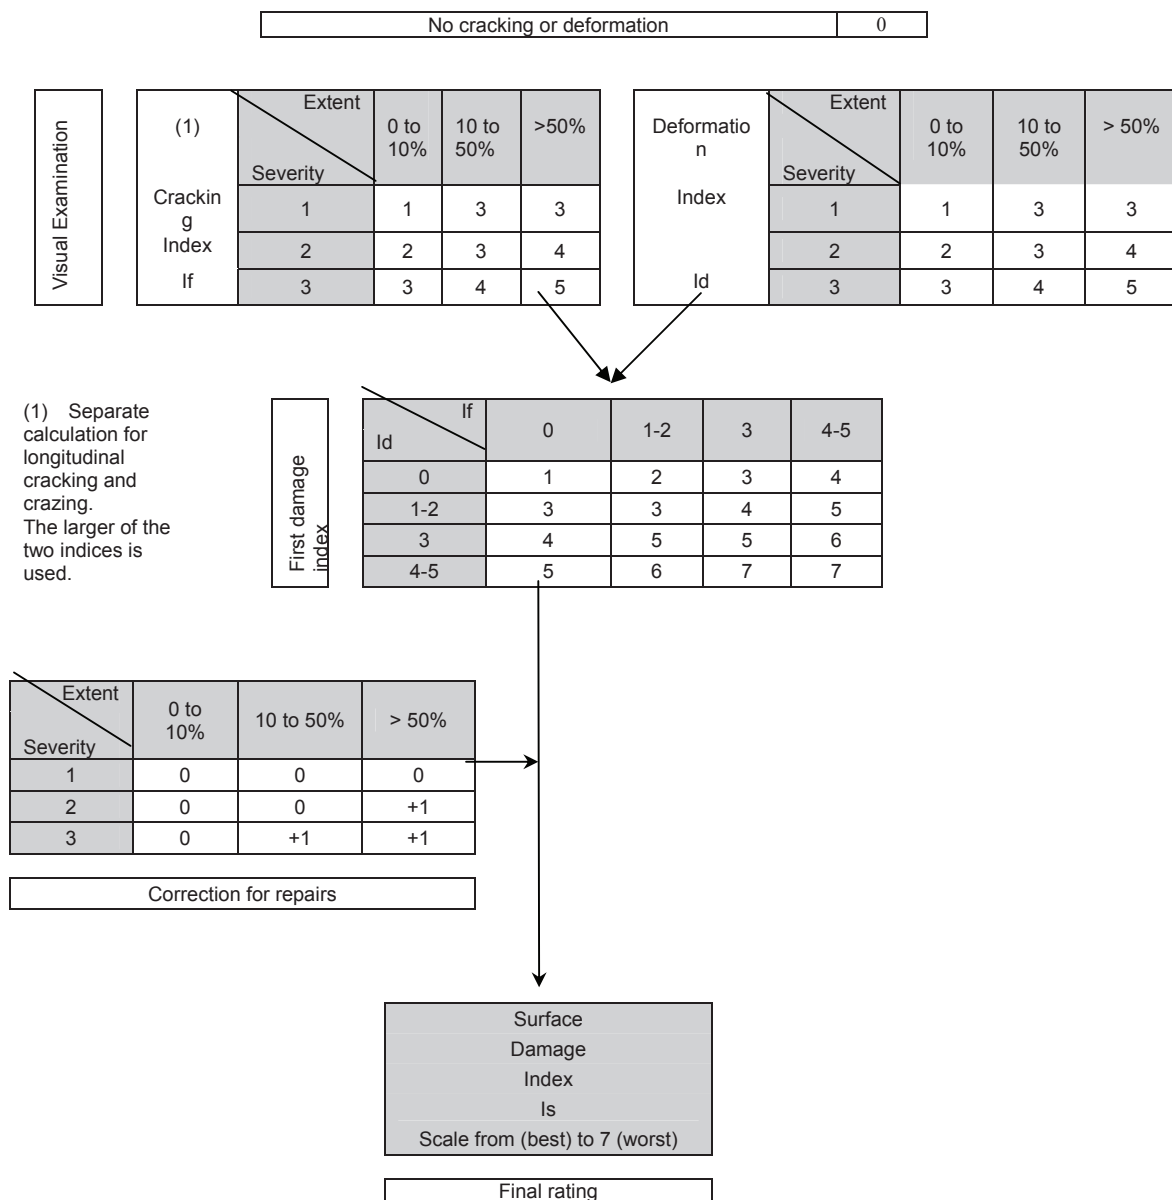 No cracking or deformation 0
Visual Examination
(1)
Crackin
g
Index
If
Extent
Severity
0 to
10%
10 to
50%
>50%
1 1 3 3
2 2 3 4
3 3 4 5
Deformatio
n
Index
Id
Extent
Severity
0 to
10%
10 to
50%
> 50%
1 1 3 3
2 2 3 4
3 3 4 5
(1) Separate
calculation for
longitudinal
cracking and
crazing.
The larger of the
two indices is
used.
First damage
index
If
Id
0 1-2 3 4-5
0 1 2 3 4
1-2 3 3 4 5
3 4 5 5 6
4-5 5 6 7 7
Extent
Severity
0 to
10%
10 to 50% > 50%
1 0 0 0
2 0 0 +1
3 0 +1 +1
Correction for repairs
Surface
Damage
Index
Is
Scale from (best) to 7 (worst)
Final rating